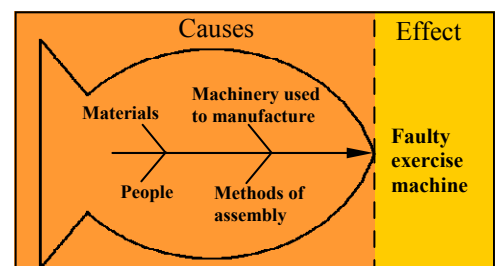 Causes
Effect
Materials
Machinery used
to manufacture
People
Methods of
assembly
Faulty
exercise
machine